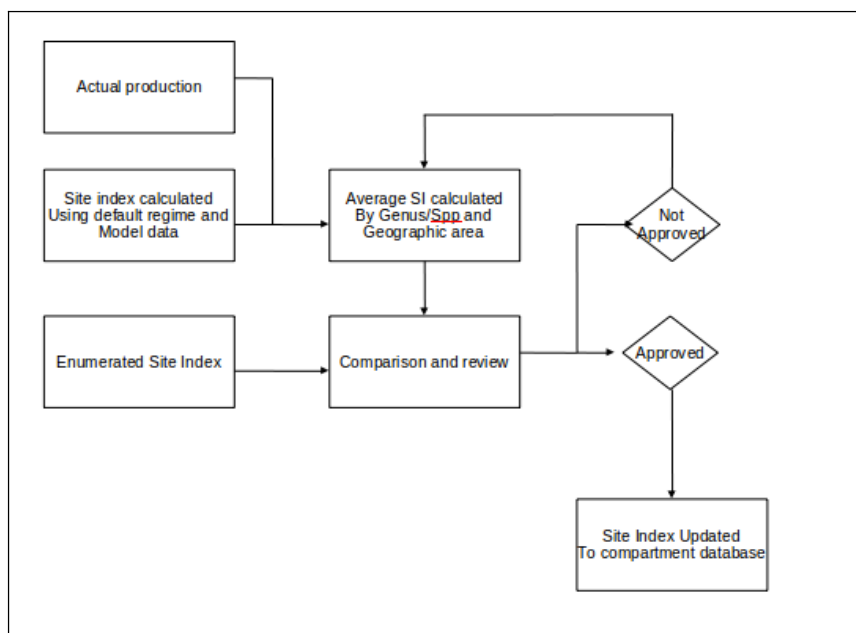 Actual production
Site index calculated
Using default regime and
Model data
Average SI calculated
By Genus/Spp and
Geographic area
Not
Approved
Enumerated Site Index
Comparison and review
Approved
Site Index Updated
To compartment database